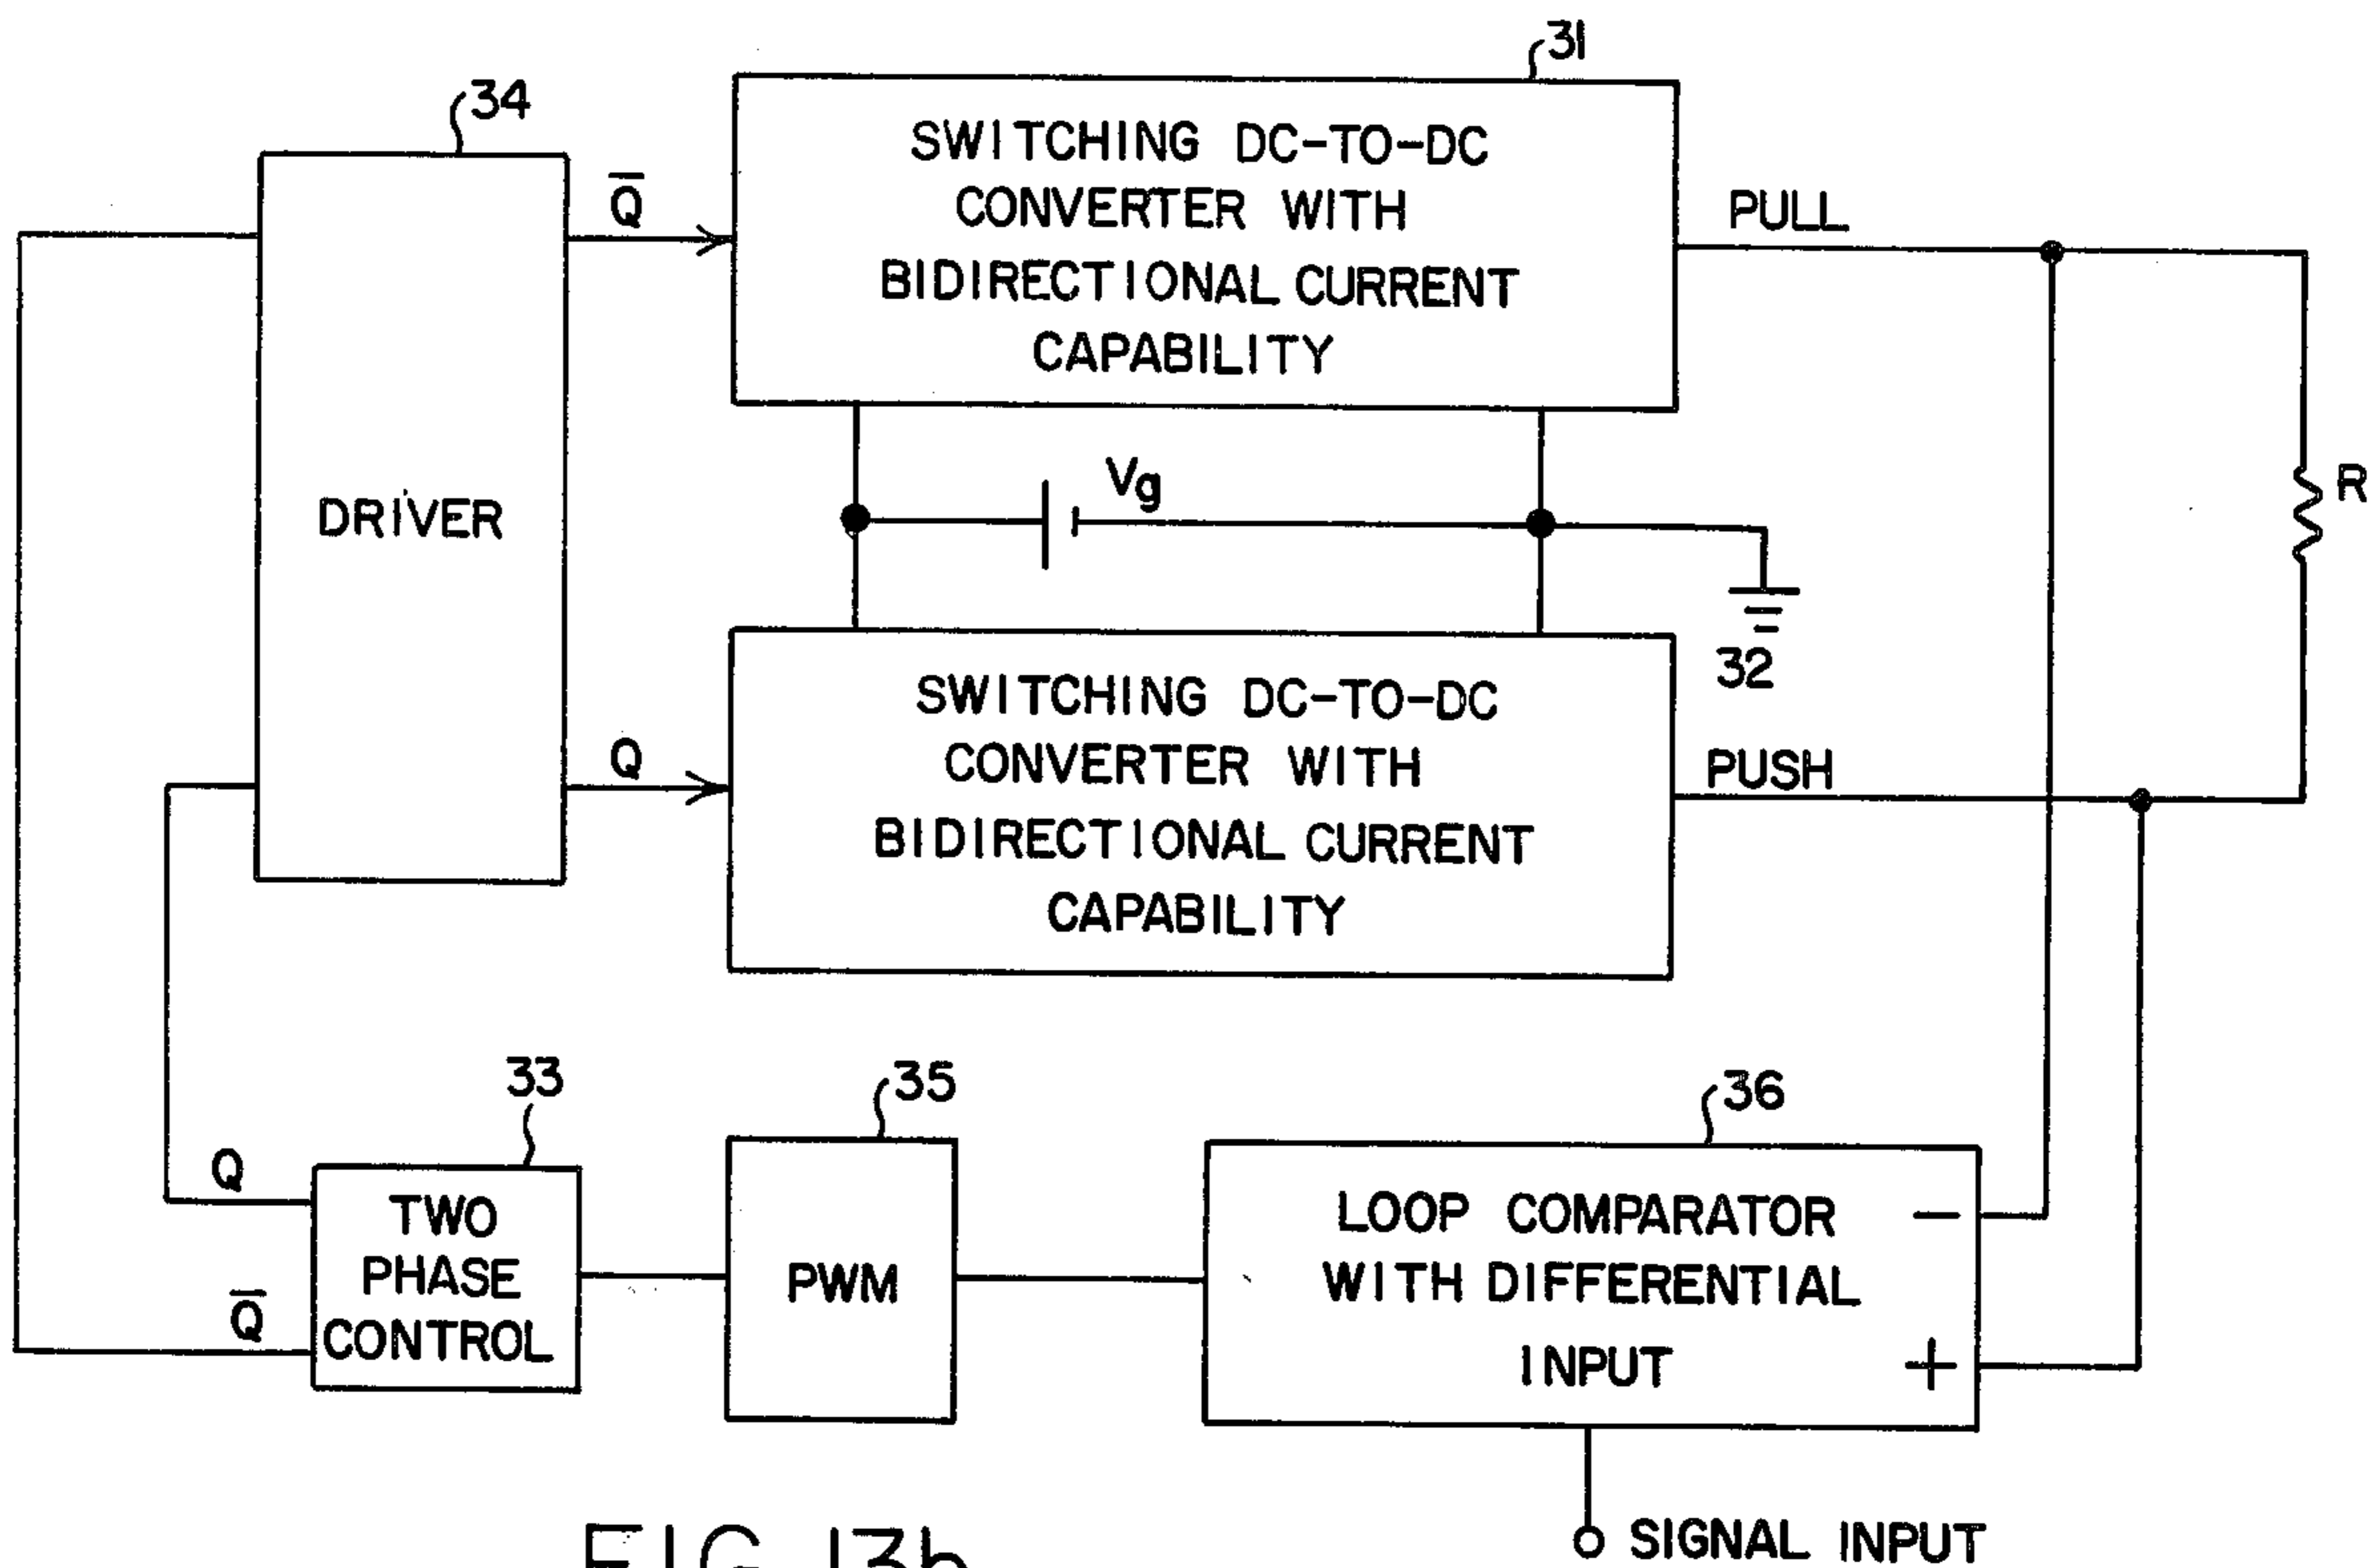 31
34
SWITCHING DC-TO-DC
CONVERTER WITH
BIDIRECTIONAL CURRENT
CAPABILITY
Q̅
PULL
Vg
R
DRIVER
32
SWITCHING DC-TO-DC
CONVERTER WITH
BIDIRECTIONAL CURRENT
CAPABILITY
Q
PUSH
33
35
36
Q
TWO
PHASE
CONTROL
Q̅
PWM
LOOP COMPARATOR
WITH DIFFERENTIAL
INPUT
−
+
FIG. 13b
SIGNAL INPUT